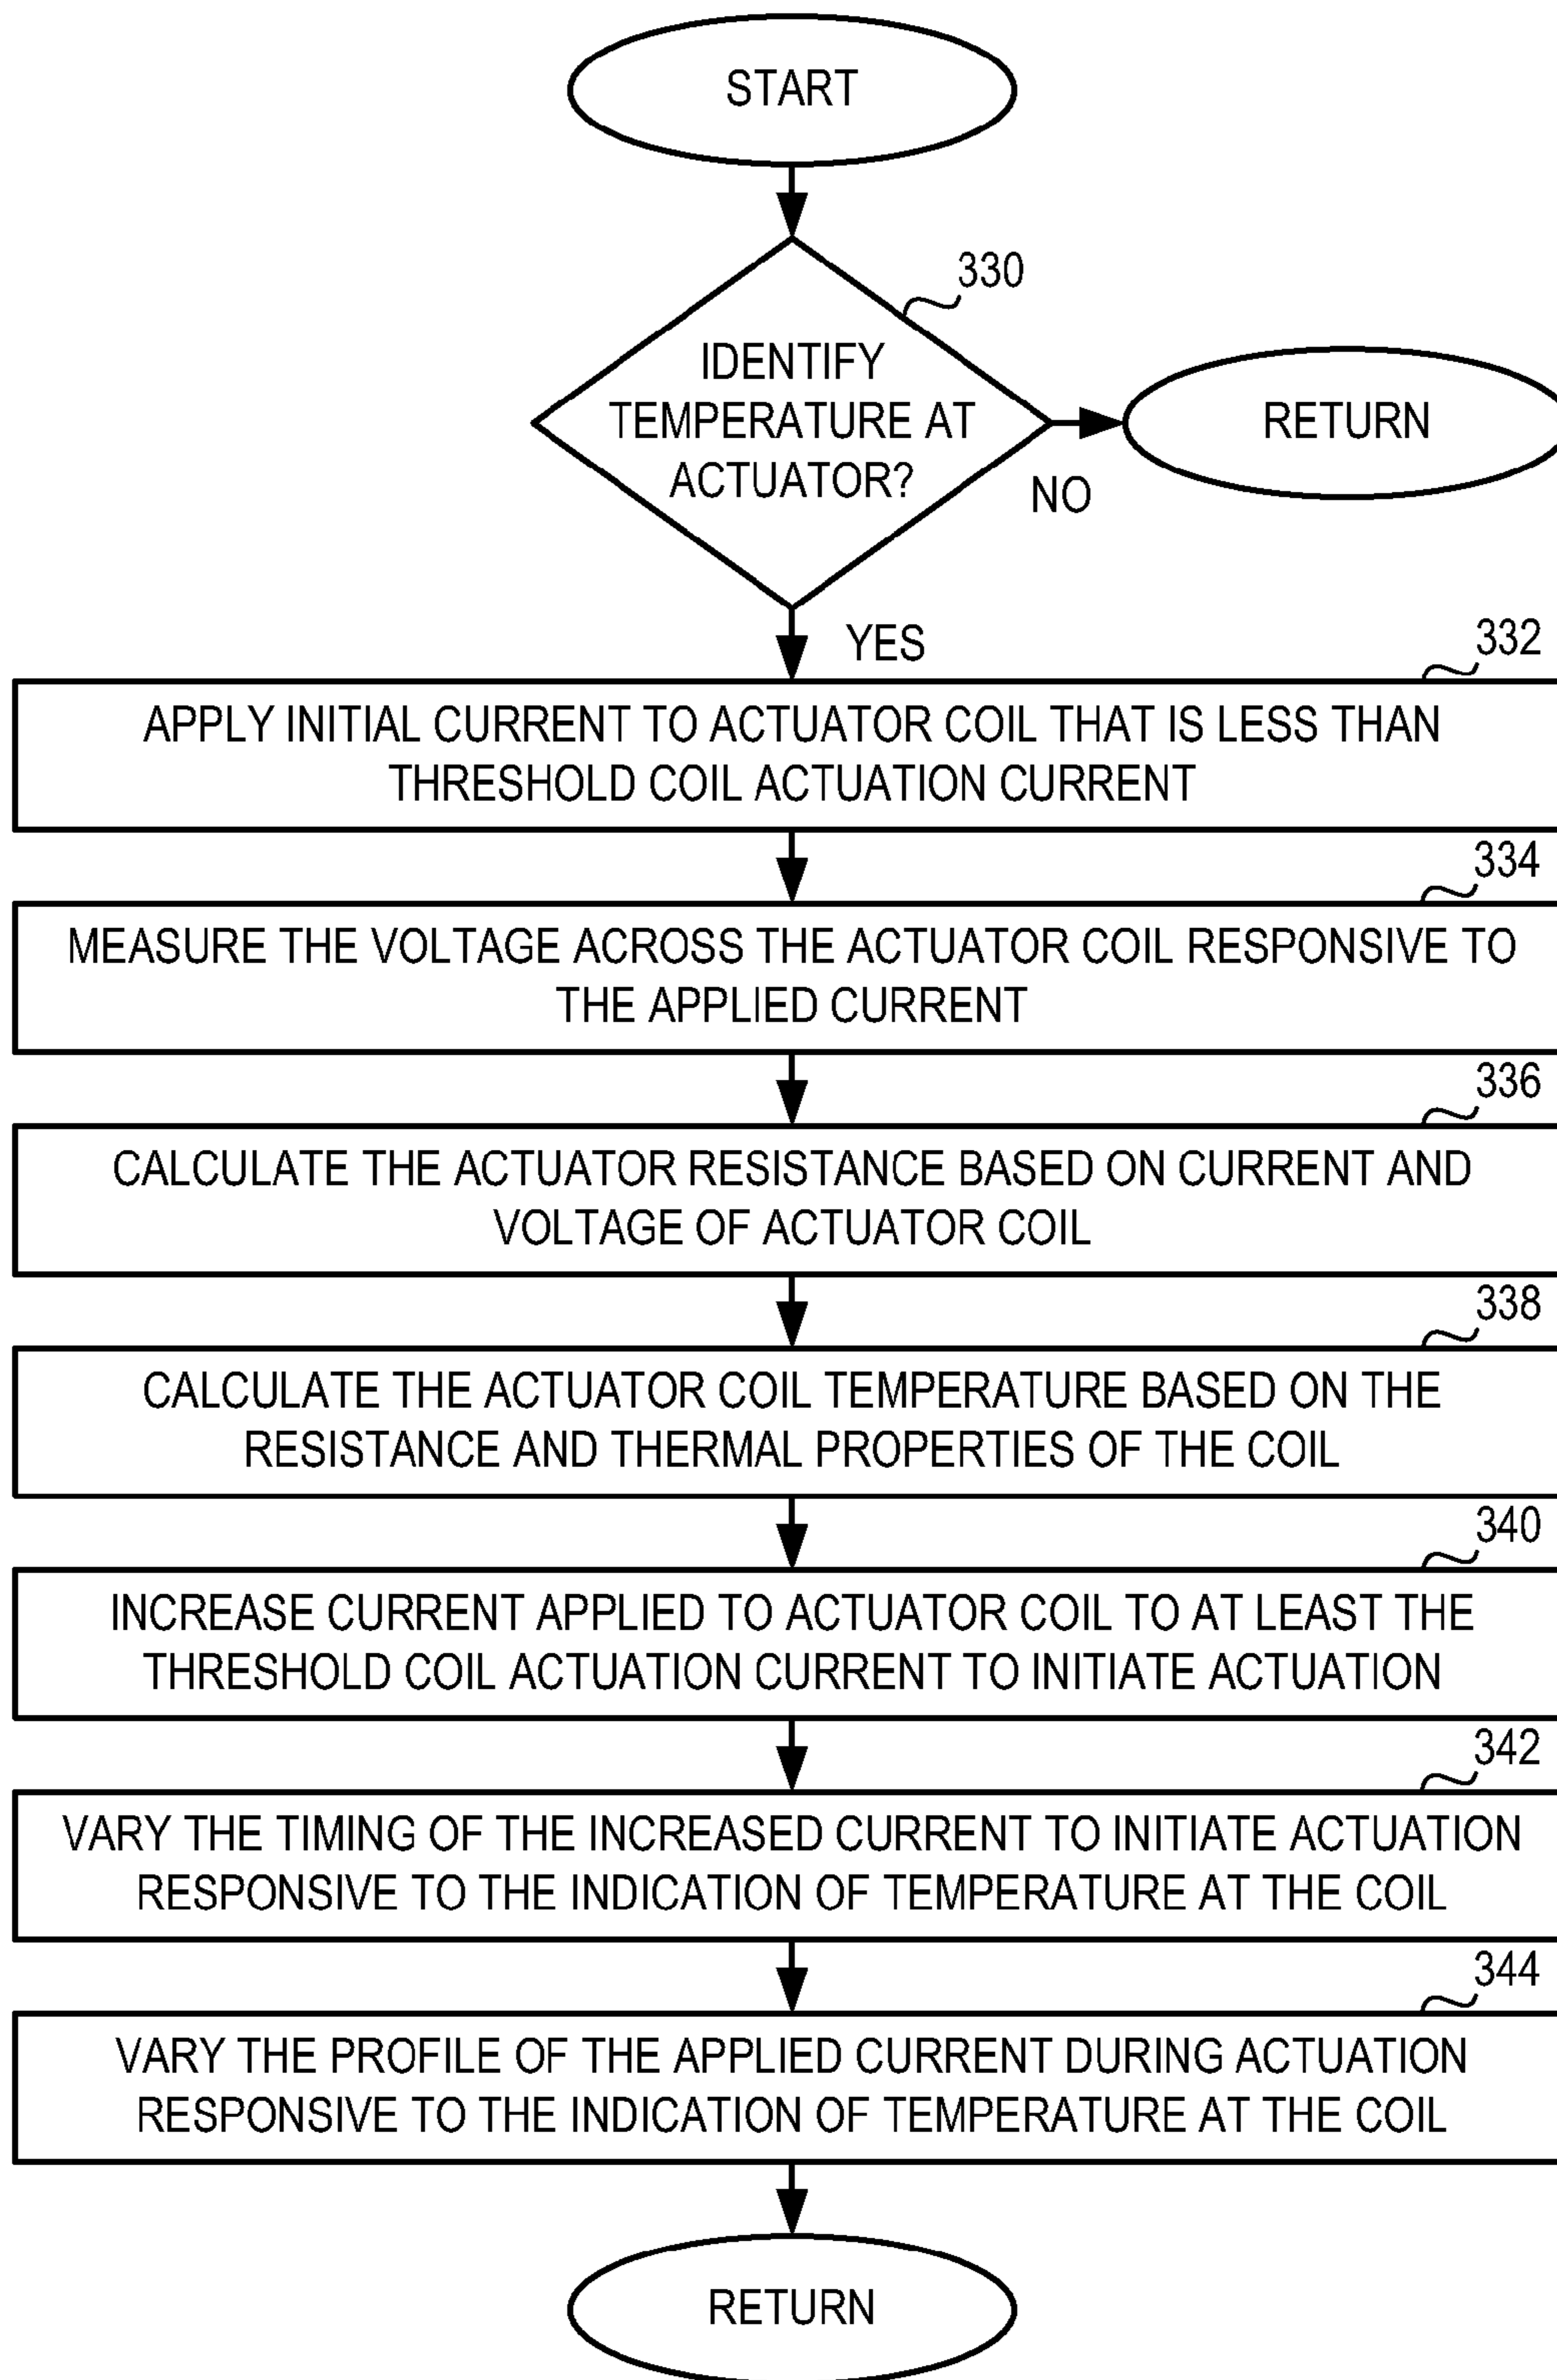 START
330
IDENTIFY
TEMPERATURE AT
ACTUATOR?
RETURN
NO
YES
332
APPLY INITIAL CURRENT TO ACTUATOR COIL THAT IS LESS THAN
THRESHOLD COIL ACTUATION CURRENT
334
MEASURE THE VOLTAGE ACROSS THE ACTUATOR COIL RESPONSIVE TO
THE APPLIED CURRENT
336
CALCULATE THE ACTUATOR RESISTANCE BASED ON CURRENT AND
VOLTAGE OF ACTUATOR COIL
338
CALCULATE THE ACTUATOR COIL TEMPERATURE BASED ON THE
RESISTANCE AND THERMAL PROPERTIES OF THE COIL
340
INCREASE CURRENT APPLIED TO ACTUATOR COIL TO AT LEAST THE
THRESHOLD COIL ACTUATION CURRENT TO INITIATE ACTUATION
342
VARY THE TIMING OF THE INCREASED CURRENT TO INITIATE ACTUATION
RESPONSIVE TO THE INDICATION OF TEMPERATURE AT THE COIL
344
VARY THE PROFILE OF THE APPLIED CURRENT DURING ACTUATION
RESPONSIVE TO THE INDICATION OF TEMPERATURE AT THE COIL
RETURN